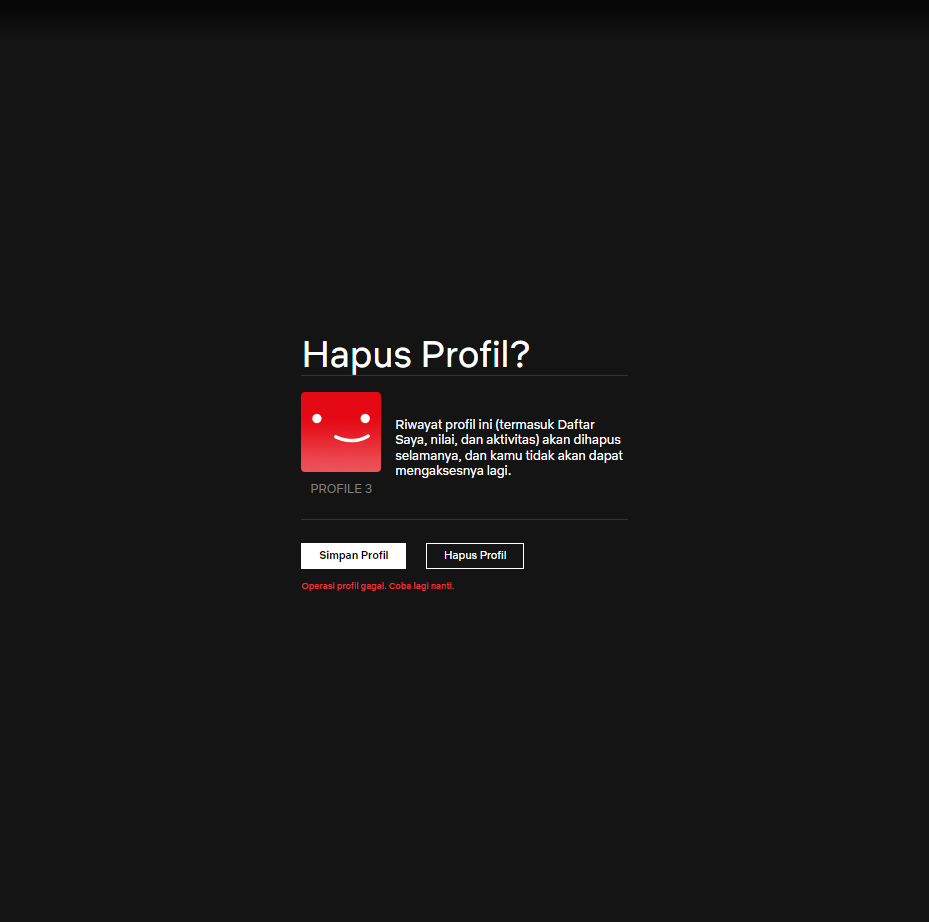 Hapus Profil?
Riwayat profil ini (termasuk Daftar
Saya, nilai, dan aktivitas) akan dihapus
selamanya, dan kamu tidak akan dapat
mengaksesnya lagi.
PROFILE 3
Simpan Profil
Hapus Profil
Operasi profil gagal. Coba lagi nanti.